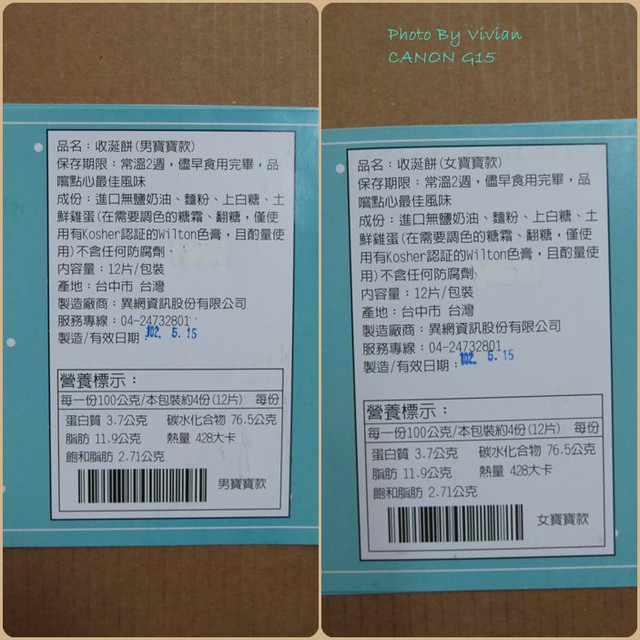 品名：收涎餅(男寶寶款)
保存期限：常溫2週，儘早食用完畢，品
嚐點心最佳風味
成份：進口無鹽奶油、麵粉、上白糖、土
鮮雞蛋(在需要調色的糖霜、翻糖，僅使
用有Kosher認証的Wilton色膏，且酌量使
用)不含任何防腐劑
內容量：12片/包裝
產地：台中市 台灣
製造廠商：異網資訊股份有限公司
服務專線：04-24732801
製造/有效日期：102. 5. 15
營養標示：
每一份100公克/本包裝約4份(12片) 每份
蛋白質 3.7公克 碳水化合物 76.5公克
脂肪 11.9公克 熱量 428大卡
飽和脂肪 2.71公克
男寶寶款
Photo By Vivian
CANON G15
品名：收涎餅(女寶寶款)
保存期限：常溫2週，儘早食用完畢，品
嚐點心最佳風味
成份：進口無鹽奶油、麵粉、上白糖、土
鮮雞蛋(在需要調色的糖霜、翻糖，僅使
用有Kosher認証的Wilton色膏，且酌量使
用)不含任何防腐劑
內容量：12片/包裝
產地：台中市 台灣
製造廠商：異網資訊股份有限公司
服務專線：04-24732801
製造/有效日期：102. 5. 15
營養標示：
每一份100公克/本包裝約4份(12片) 每份
蛋白質 3.7公克 碳水化合物 76.5公克
脂肪 11.9公克 熱量 428大卡
飽和脂肪 2.71公克
女寶寶款